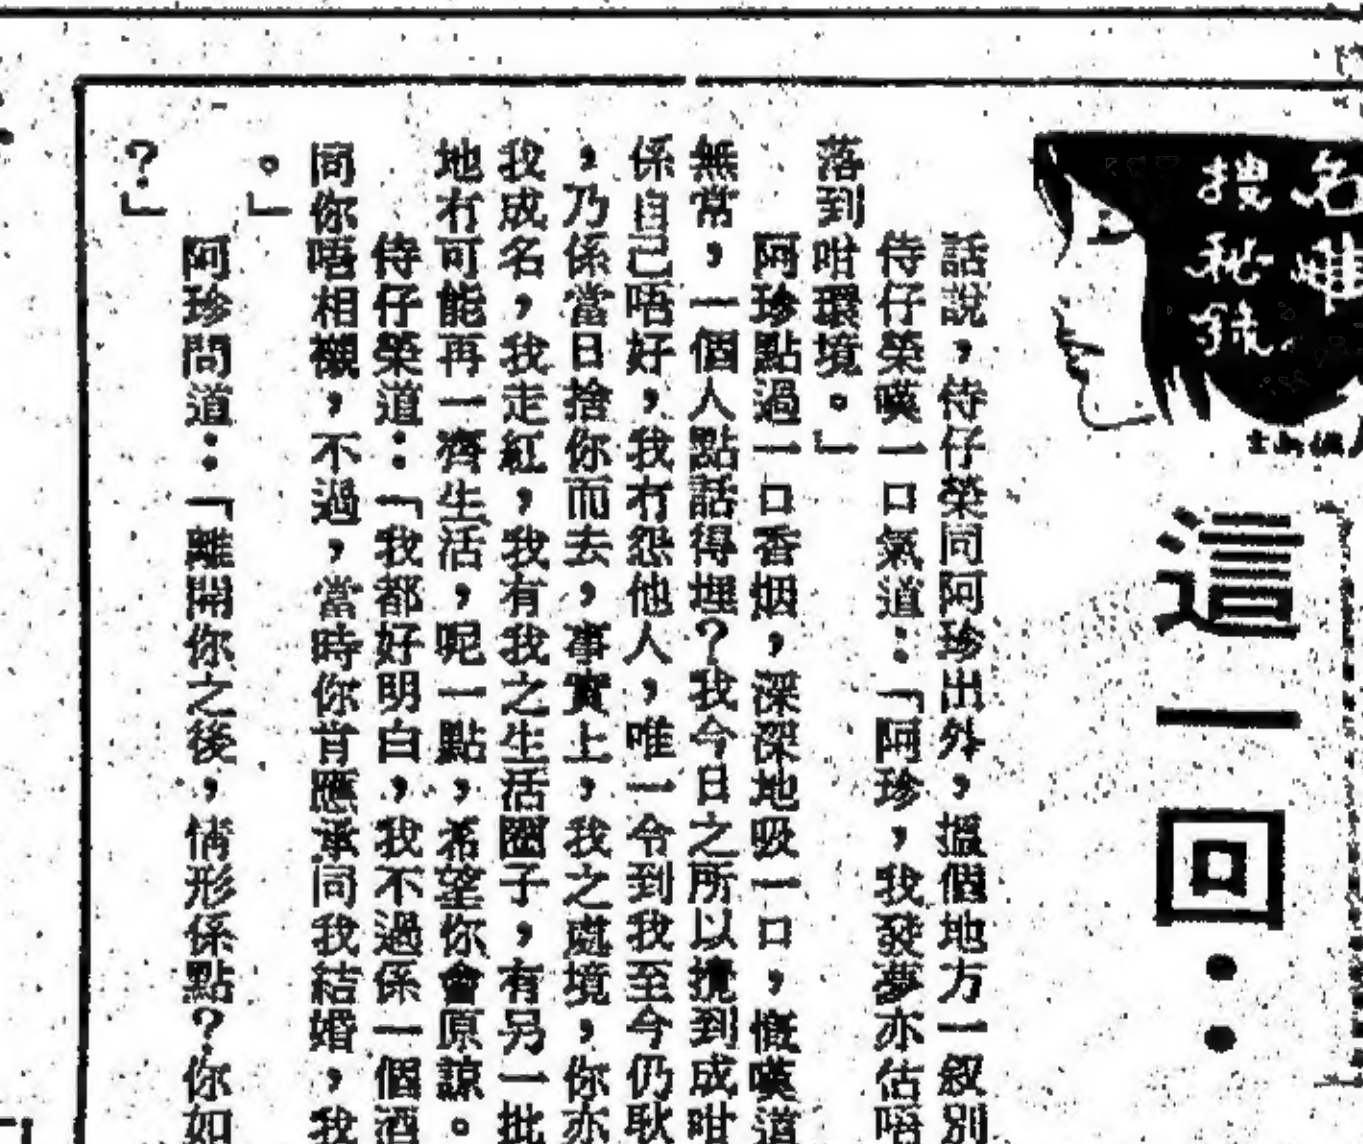 名
搜秘號
這一回:
話說，侍仔榮同阿珍出外，搵個地方一叙別
侍仔榮嘆一口氣道：「阿珍，我發夢亦估唔
落到咁環境。」
阿珍點過一口香烟，深深地吸一口，慨嘆道
無常，一個人點話得埋？我今日之所以攪到成咁
係自己唔好，我冇怨他人，唯一令到我至今仍耿
，乃係當日捨你而去，事實上，我之處境，你亦
我成名，我走紅，我有我之生活圈子，有另一批
地冇可能再一齊生活，呢一點，希望你會原諒。
侍仔榮道：「我都好明白，我不過係一個酒
同你唔相襯，不過，當時你肯應承同我結婚，我
。」
阿珍問道：「離開你之後，情形係點？你如
？」